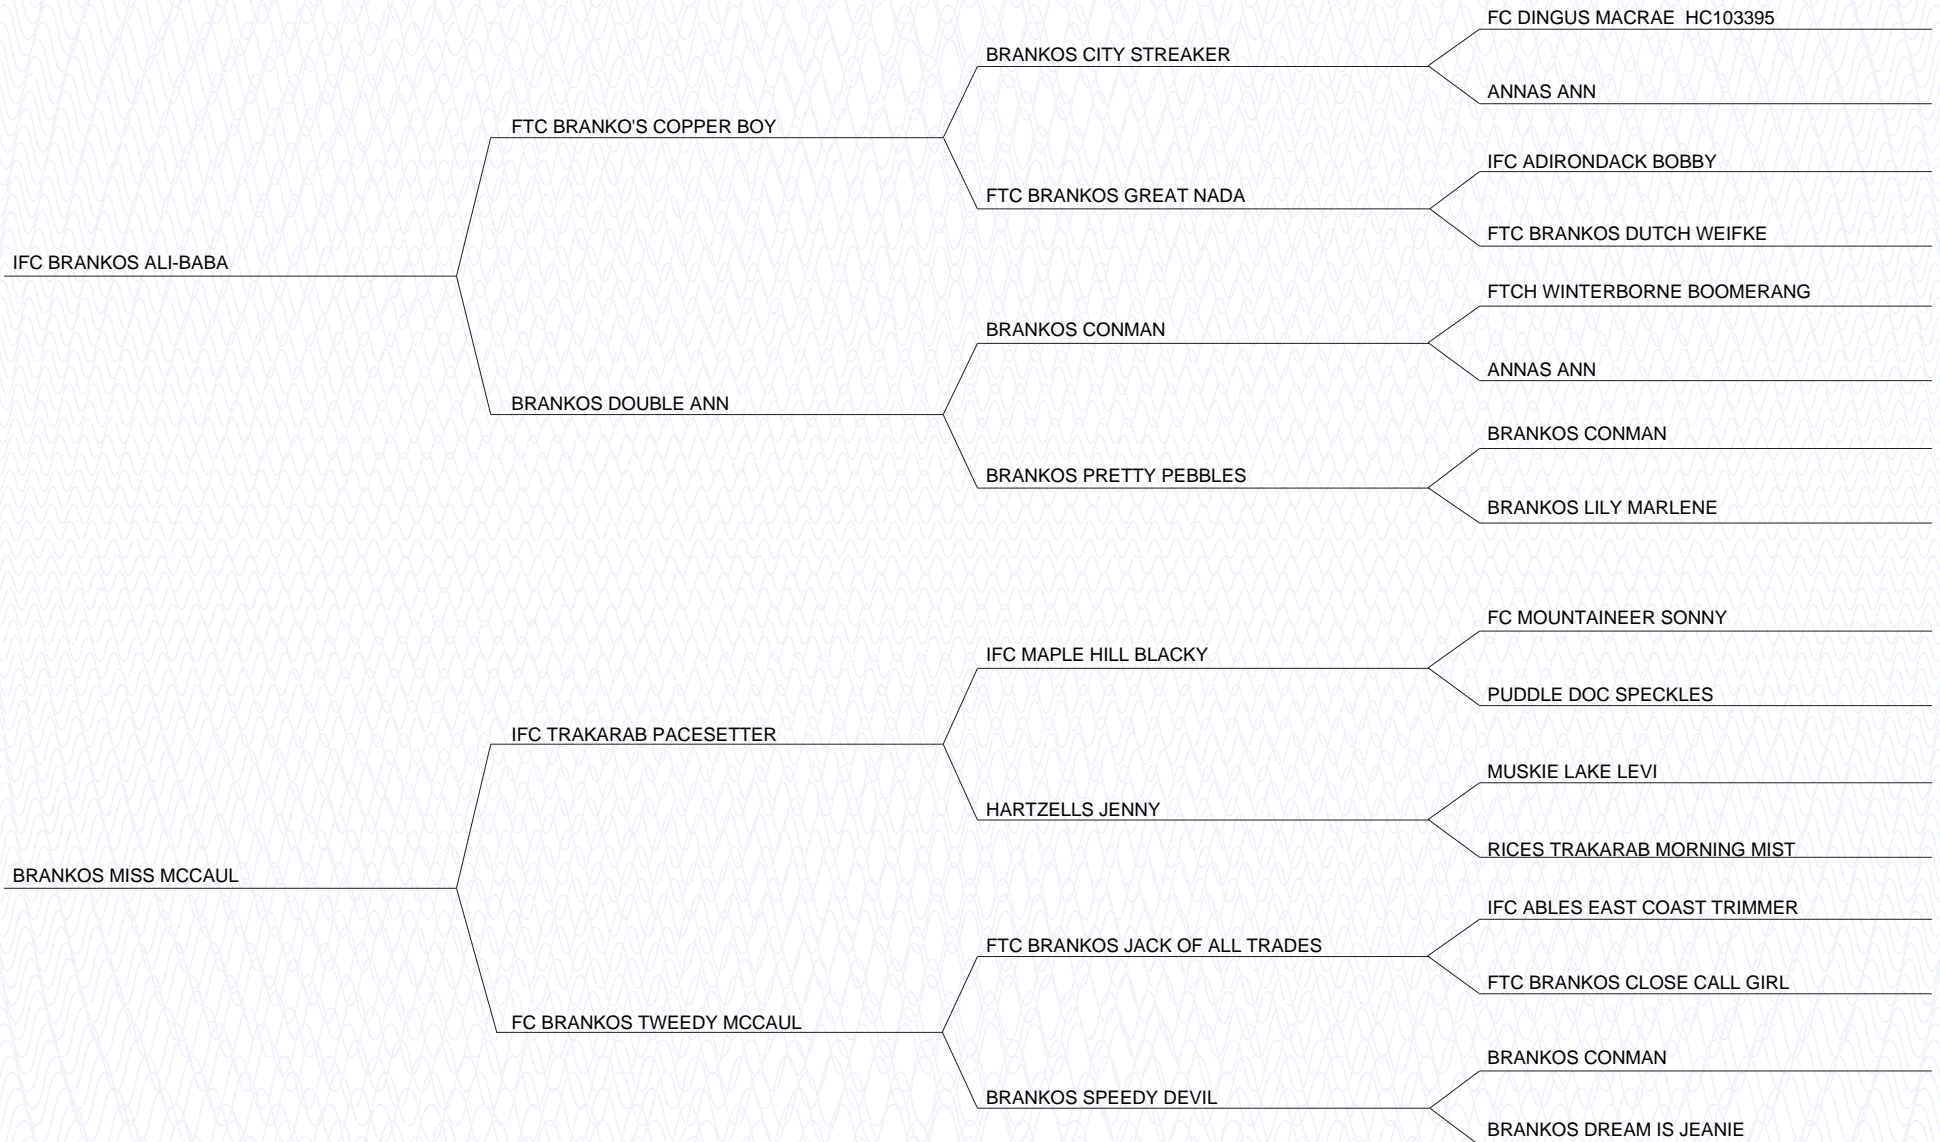 FC DINGUS MACRAE  HC103395
BRANKOS CITY STREAKER
ANNAS ANN
FTC BRANKO'S COPPER BOY
IFC ADIRONDACK BOBBY
FTC BRANKOS GREAT NADA
FTC BRANKOS DUTCH WEIFKE
IFC BRANKOS ALI-BABA
FTCH WINTERBORNE BOOMERANG
BRANKOS CONMAN
ANNAS ANN
BRANKOS DOUBLE ANN
BRANKOS CONMAN
BRANKOS PRETTY PEBBLES
BRANKOS LILY MARLENE
FC MOUNTAINEER SONNY
IFC MAPLE HILL BLACKY
PUDDLE DOC SPECKLES
IFC TRAKARAB PACESETTER
MUSKIE LAKE LEVI
HARTZELLS JENNY
RICES TRAKARAB MORNING MIST
BRANKOS MISS MCCAUL
IFC ABLES EAST COAST TRIMMER
FTC BRANKOS JACK OF ALL TRADES
FTC BRANKOS CLOSE CALL GIRL
FC BRANKOS TWEEDY MCCAUL
BRANKOS CONMAN
BRANKOS SPEEDY DEVIL
BRANKOS DREAM IS JEANIE